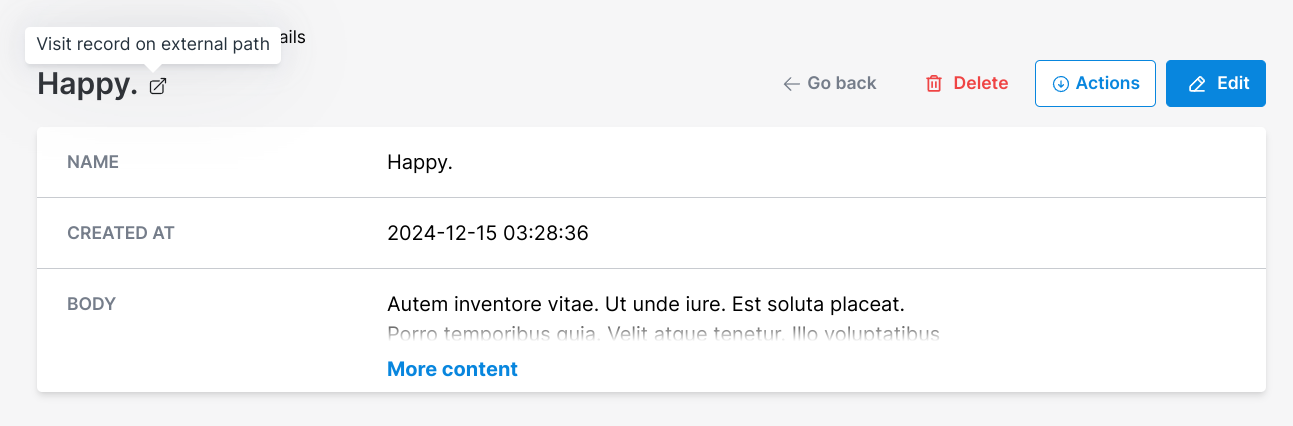 Visit record on external path
ails
Happy.
Go back
Delete
Actions
Edit
NAME
Happy.
CREATED AT
2024-12-15 03:28:36
BODY
Autem inventore vitae. Ut unde iure. Est soluta placeat.
Porro temporibus quia. Velit atque tenetur. Illo voluptatibus
More content